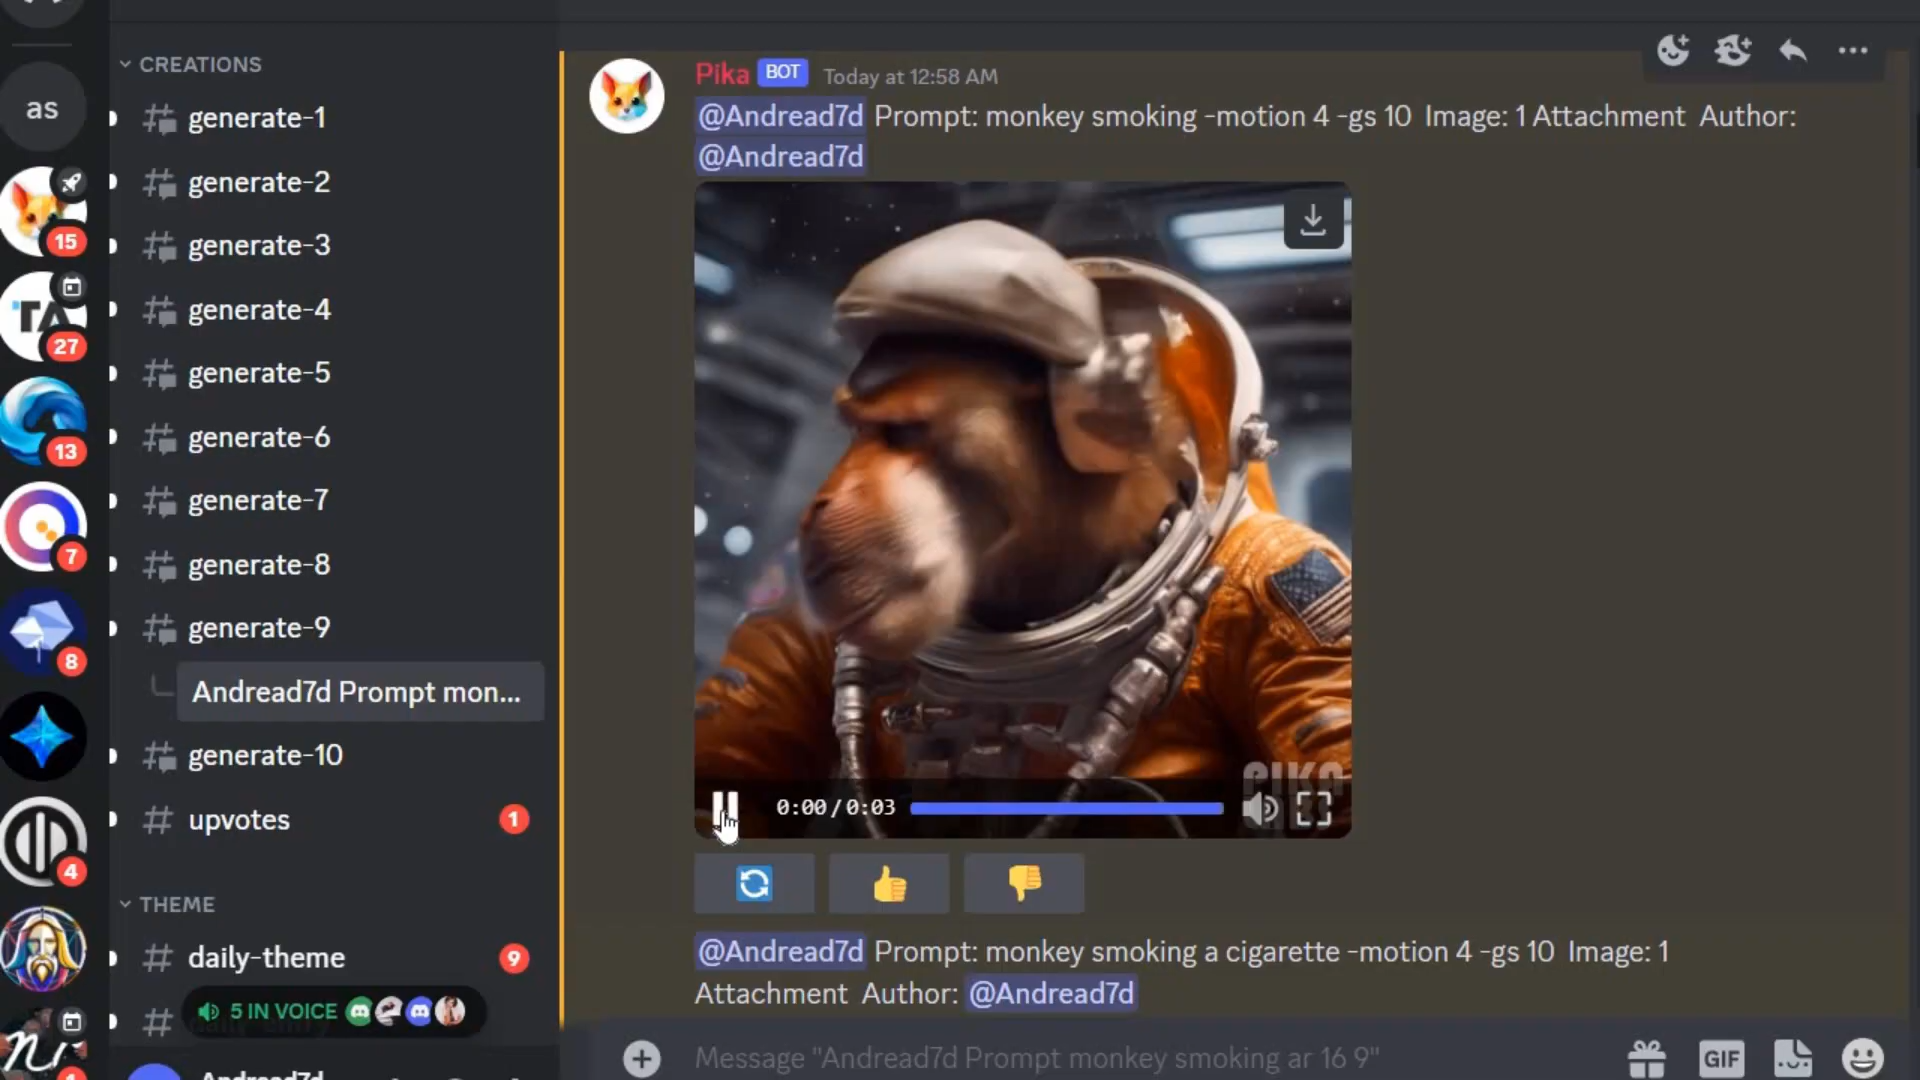 CREATIONS
generate-1
generate-2
generate-3
generate-4
generate-5
generate-6
generate-7
generate-8
generate-9
Andread7d Prompt mon...
generate-10
upvotes
1
THEME
daily-theme
9
5 IN VOICE
Andread7d
as
15
TA
27
13
7
8
4
Pika BOT Today at 12:58 AM
@Andread7d Prompt: monkey smoking -motion 4 -gs 10 Image: 1 Attachment Author:
@Andread7d
PIKA
0:00/0:03
@Andread7d Prompt: monkey smoking a cigarette -motion 4 -gs 10 Image: 1
Attachment Author: @Andread7d
Message "Andread7d Prompt monkey smoking ar 16 9"
GIF